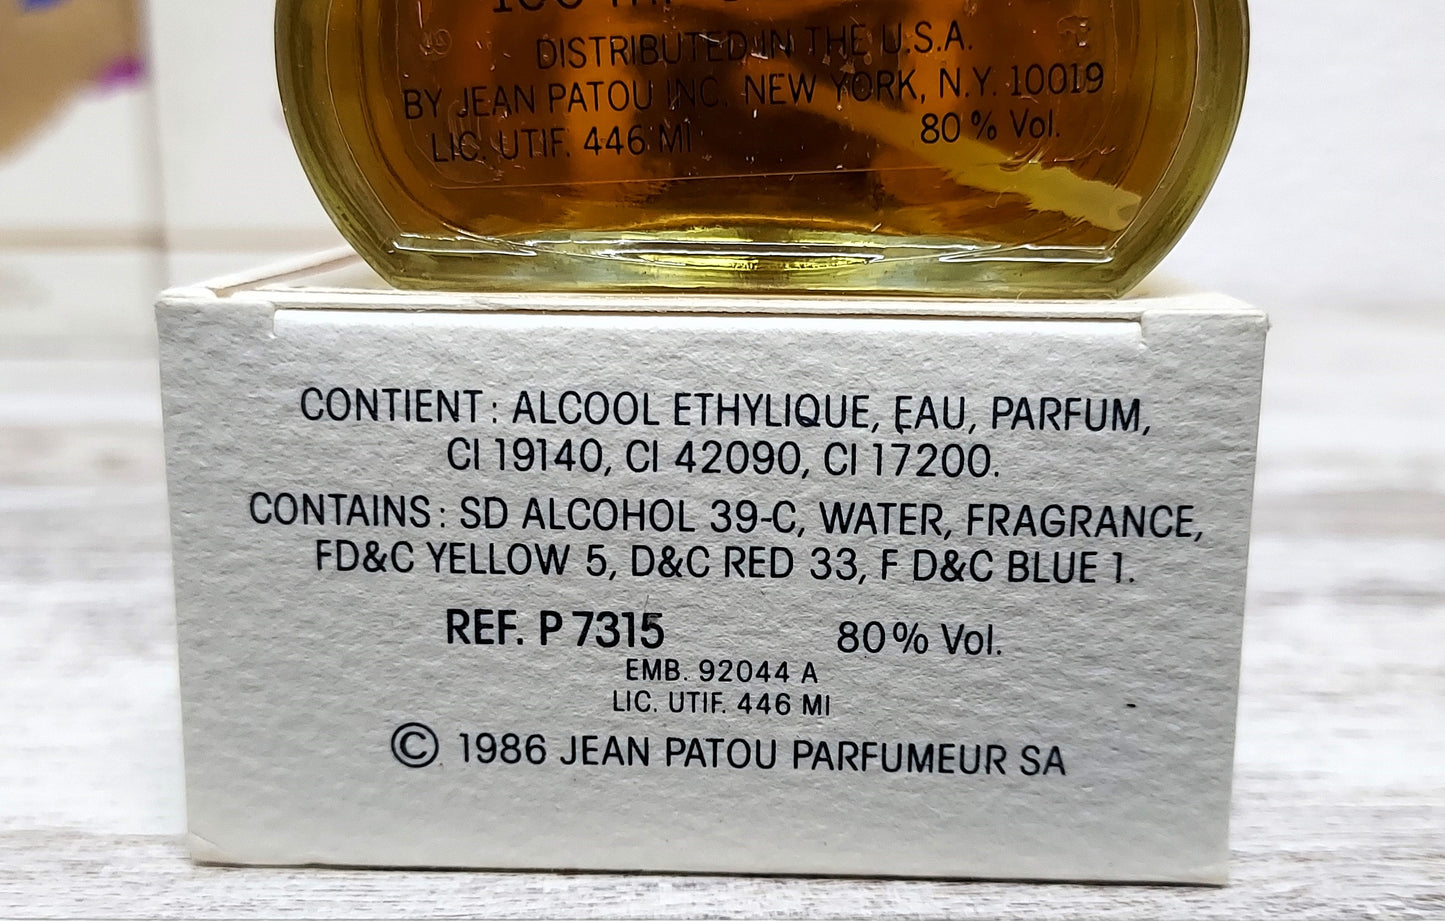 100 ml
DISTRIBUTED IN THE U.S.A.
BY JEAN PATOU INC. NEW YORK, N.Y. 10019
LIC. UTIF. 446 MI 80 % Vol.
CONTIENT : ALCOOL ETHYLIQUE, EAU, PARFUM,
CI 19140, CI 42090, CI 17200.
CONTAINS : SD ALCOHOL 39-C, WATER, FRAGRANCE,
FD&C YELLOW 5, D&C RED 33, F D&C BLUE 1.
REF. P 7315 80 % Vol.
EMB. 92044 A
LIC. UTIF. 446 MI
© 1986 JEAN PATOU PARFUMEUR SA